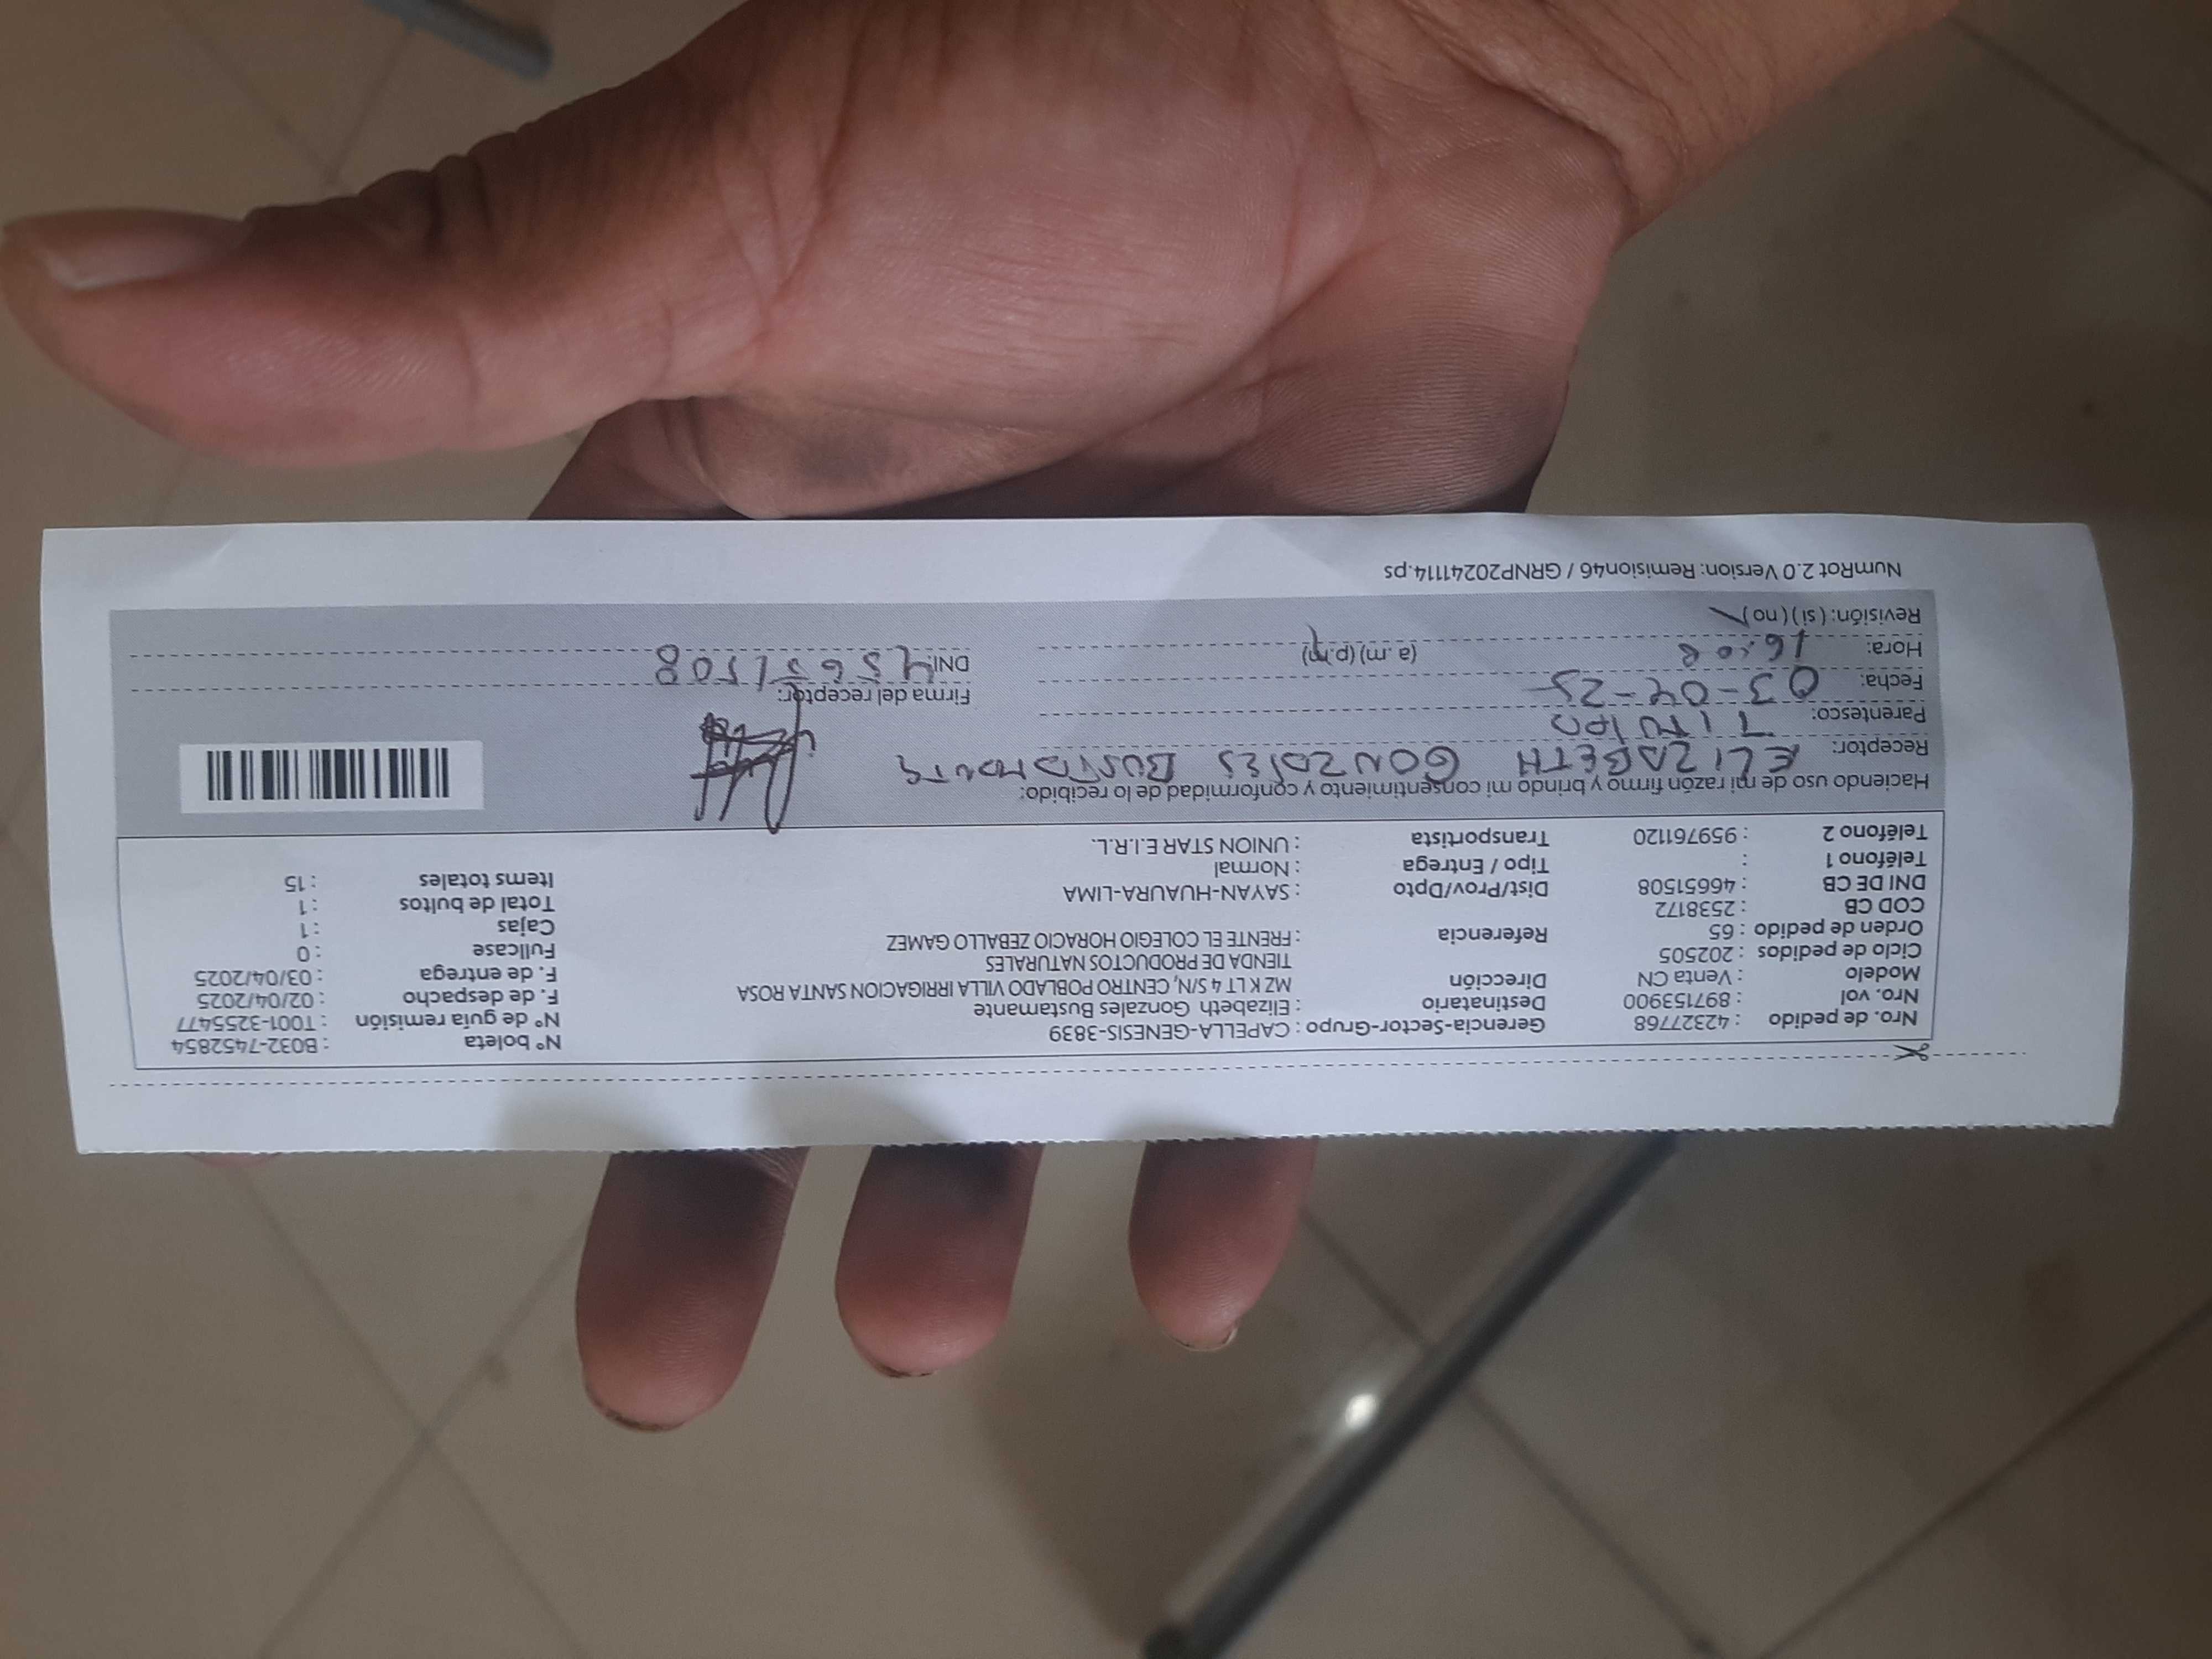 Nro. de pedido : 42327768 Gerencia-Sector-Grupo : CAPELLA-GENESIS-3839 Nº boleta : B032-7452854
Nro. vol : 897153900 Destinatario : Elizabeth Gonzales Bustamante Nº de guía remisión : T001-3255477
Modelo : Venta CN Dirección MZ K LT 4 S/N, CENTRO POBLADO VILLA IRRIGACION SANTA ROSA F. de despacho : 02/04/2025
Ciclo de pedidos : 202505 TIENDA DE PRODUCTOS NATURALES F. de entrega : 03/04/2025
Orden de pedido : 65 Referencia : FRENTE EL COLEGIO HORACIO ZEBALLO GAMEZ Fullcase : 0
COD CB : 2538172 Cajas : 1
DNI DE CB : 46651508 Dist/Prov/Dpto : SAYAN-HUAURA-LIMA Total de bultos : 1
Teléfono 1 : Tipo / Entrega : Normal Items totales : 15
Teléfono 2 : 959761120 Transportista : UNION STAR E.I.R.L.
Haciendo uso de mi razón firmo y brindo mi consentimiento y conformidad de lo recibido:
Receptor: ELIZABETH GONZALES BUSTAMANTE
Parentesco: TITULAR
Fecha: 03-04-25 Firma del receptor:
Hora: (a.m) (p.m) DNI:
Revisión: (si) (no)
NumRot 2.0 Version: Remision46 / GRNP20241114.ps